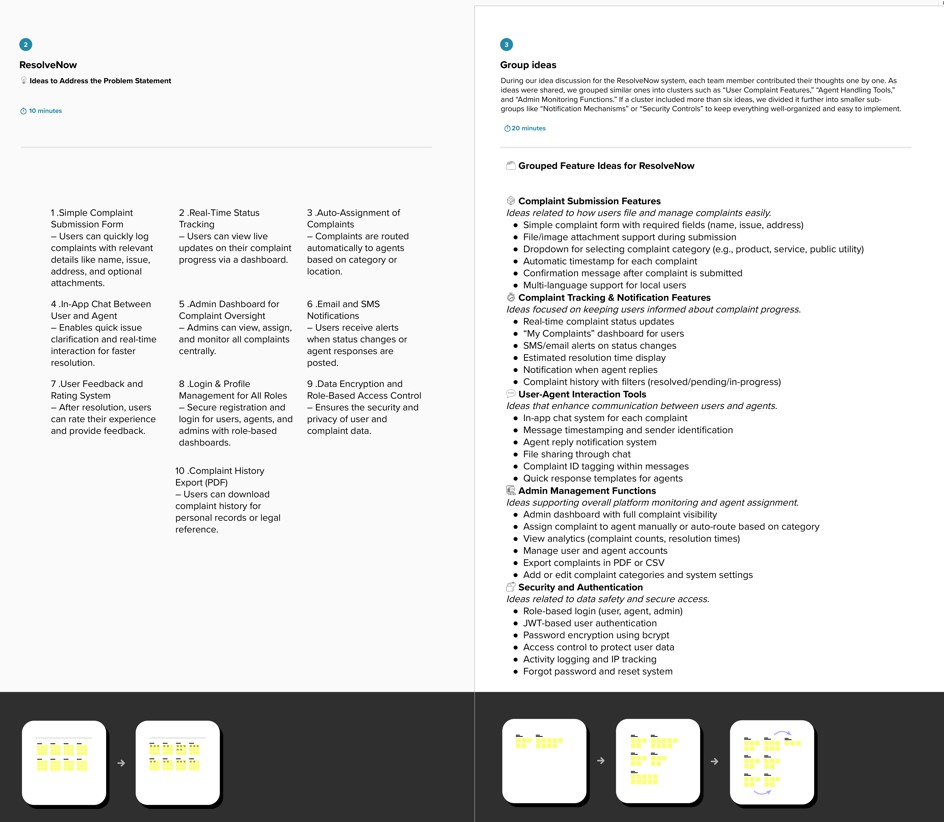 2
ResolveNow
Ideas to Address the Problem Statement
10 minutes
1 .Simple Complaint
Submission Form
– Users can quickly log
complaints with relevant
details like name, issue,
address, and optional
attachments.
2 .Real-Time Status
Tracking
– Users can view live
updates on their complaint
progress via a dashboard.
3 .Auto-Assignment of
Complaints
– Complaints are routed
automatically to agents
based on category or
location.
4 .In-App Chat Between
User and Agent
– Enables quick issue
clarification and real-time
interaction for faster
resolution.
5 .Admin Dashboard for
Complaint Oversight
– Admins can view, assign,
and monitor all complaints
centrally.
6 .Email and SMS
Notifications
– Users receive alerts
when status changes or
agent responses are
posted.
7 .User Feedback and
Rating System
– After resolution, users
can rate their experience
and provide feedback.
8 .Login & Profile
Management for All Roles
– Secure registration and
login for users, agents, and
admins with role-based
dashboards.
9 .Data Encryption and
Role-Based Access Control
– Ensures the security and
privacy of user and
complaint data.
10 .Complaint History
Export (PDF)
– Users can download
complaint history for
personal records or legal
reference.
3
Group ideas
During our idea discussion for the ResolveNow system, each team member contributed their thoughts one by one. As
ideas were shared, we grouped similar ones into clusters such as “User Complaint Features,” “Agent Handling Tools,”
and “Admin Monitoring Functions.” If a cluster included more than six ideas, we divided it further into smaller sub-
groups like “Notification Mechanisms” or “Security Controls” to keep everything well-organized and easy to implement.
20 minutes
Grouped Feature Ideas for ResolveNow
Complaint Submission Features
Ideas related to how users file and manage complaints easily.
● Simple complaint form with required fields (name, issue, address)
● File/image attachment support during submission
● Dropdown for selecting complaint category (e.g., product, service, public utility)
● Automatic timestamp for each complaint
● Confirmation message after complaint is submitted
● Multi-language support for local users
Complaint Tracking & Notification Features
Ideas focused on keeping users informed about complaint progress.
● Real-time complaint status updates
● “My Complaints” dashboard for users
● SMS/email alerts on status changes
● Estimated resolution time display
● Notification when agent replies
● Complaint history with filters (resolved/pending/in-progress)
User-Agent Interaction Tools
Ideas that enhance communication between users and agents.
● In-app chat system for each complaint
● Message timestamping and sender identification
● Agent reply notification system
● File sharing through chat
● Complaint ID tagging within messages
● Quick response templates for agents
Admin Management Functions
Ideas supporting overall platform monitoring and agent assignment.
● Admin dashboard with full complaint visibility
● Assign complaint to agent manually or auto-route based on category
● View analytics (complaint counts, resolution times)
● Manage user and agent accounts
● Export complaints in PDF or CSV
● Add or edit complaint categories and system settings
Security and Authentication
Ideas related to data safety and secure access.
● Role-based login (user, agent, admin)
● JWT-based user authentication
● Password encryption using bcrypt
● Access control to protect user data
● Activity logging and IP tracking
● Forgot password and reset system